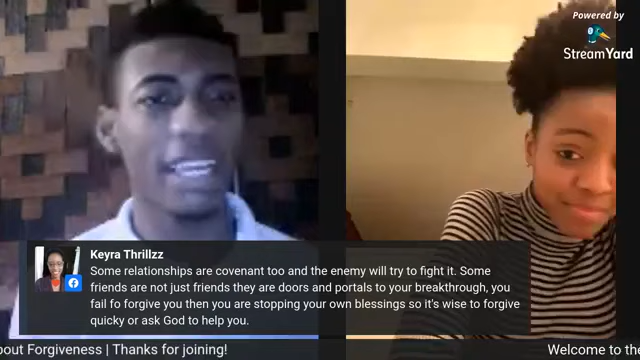 Powered by
StreamYard
Keyra Thrillzz
Some relationships are covenant too and the enemy will try to fight it. Some
friends are not just friends they are doors and portals to your breakthrough, you
fail fo forgive you then you are stopping your own blessings so it's wise to forgive
quicky or ask God to help you.
out Forgiveness | Thanks for joining!
Welcome to the